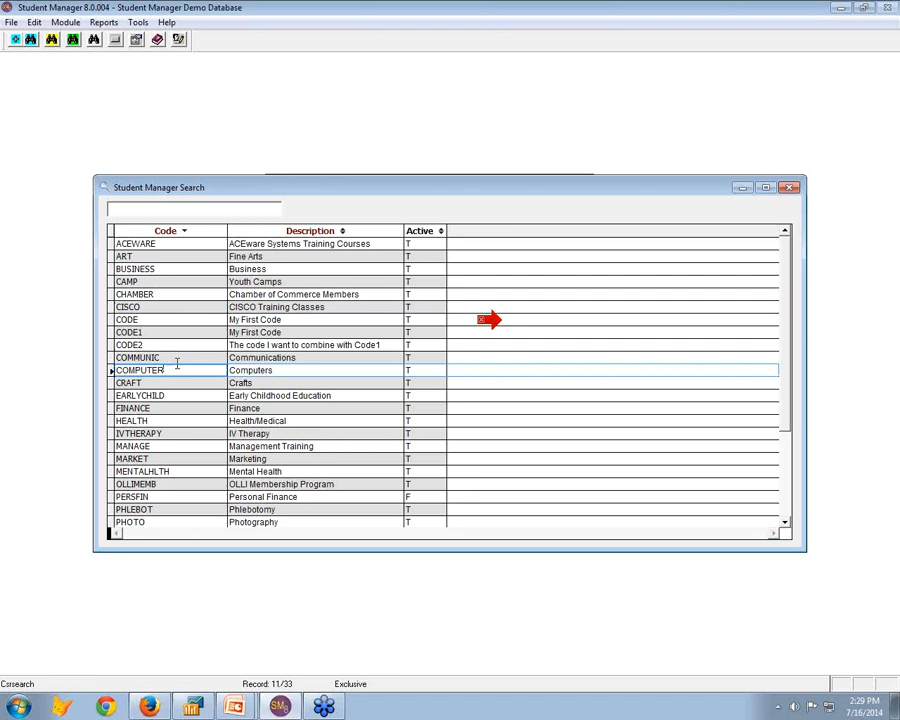 Student Manager 8.0.004 - Student Manager Demo Database
File Edit Module Reports Tools Help
Student Manager Search
Code Description Active
ACEWARE ACEware Systems Training Courses T
ART Fine Arts T
BUSINESS Business T
CAMP Youth Camps T
CHAMBER Chamber of Commerce Members T
CISCO CISCO Training Classes T
CODE My First Code T
CODE1 My First Code T
CODE2 The code I want to combine with Code1 T
COMMUNIC Communications T
COMPUTER Computers T
CRAFT Crafts T
EARLYCHILD Early Childhood Education T
FINANCE Finance T
HEALTH Health/Medical T
IVTHERAPY IV Therapy T
MANAGE Management Training T
MARKET Marketing T
MENTALHLTH Mental Health T
OLLIMEMB OLLI Membership Program T
PERSFIN Personal Finance F
PHLEBOT Phlebotomy T
PHOTO Photography T
Csrsearch Record: 11/33 Exclusive
SM8
2:29 PM
7/16/2014